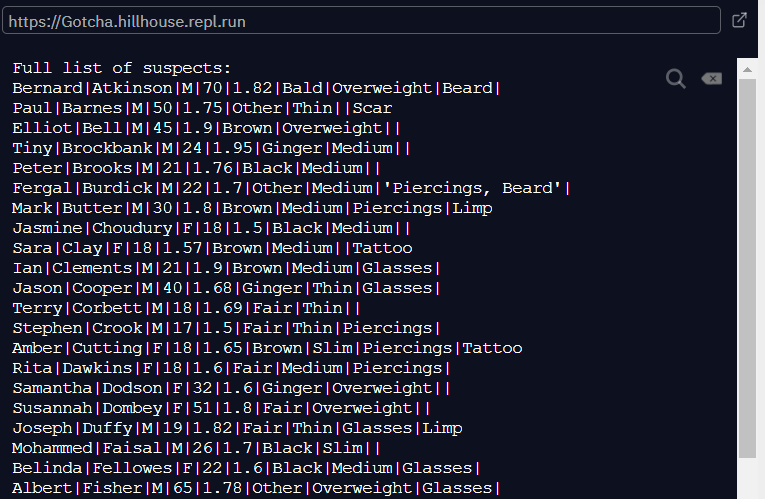 https://Gotcha.hillhouse.repl.run
Full list of suspects:
Bernard|Atkinson|M|70|1.82|Bald|Overweight|Beard|
Paul|Barnes|M|50|1.75|Other|Thin||Scar
Elliot|Bell|M|45|1.9|Brown|Overweight||
Tiny|Brockbank|M|24|1.95|Ginger|Medium||
Peter|Brooks|M|21|1.76|Black|Medium||
Fergal|Burdick|M|22|1.7|Other|Medium|'Piercings, Beard'|
Mark|Butter|M|30|1.8|Brown|Medium|Piercings|Limp
Jasmine|Choudury|F|18|1.5|Black|Medium||
Sara|Clay|F|18|1.57|Brown|Medium||Tattoo
Ian|Clements|M|21|1.9|Brown|Medium|Glasses|
Jason|Cooper|M|40|1.68|Ginger|Thin|Glasses|
Terry|Corbett|M|18|1.69|Fair|Thin||
Stephen|Crook|M|17|1.5|Fair|Thin|Piercings|
Amber|Cutting|F|18|1.65|Brown|Slim|Piercings|Tattoo
Rita|Dawkins|F|18|1.6|Fair|Medium|Piercings|
Samantha|Dodson|F|32|1.6|Ginger|Overweight||
Susannah|Dombey|F|51|1.8|Fair|Overweight||
Joseph|Duffy|M|19|1.82|Fair|Thin|Glasses|Limp
Mohammed|Faisal|M|26|1.7|Black|Slim||
Belinda|Fellowes|F|22|1.6|Black|Medium|Glasses|
Albert|Fisher|M|65|1.78|Other|Overweight|Glasses|